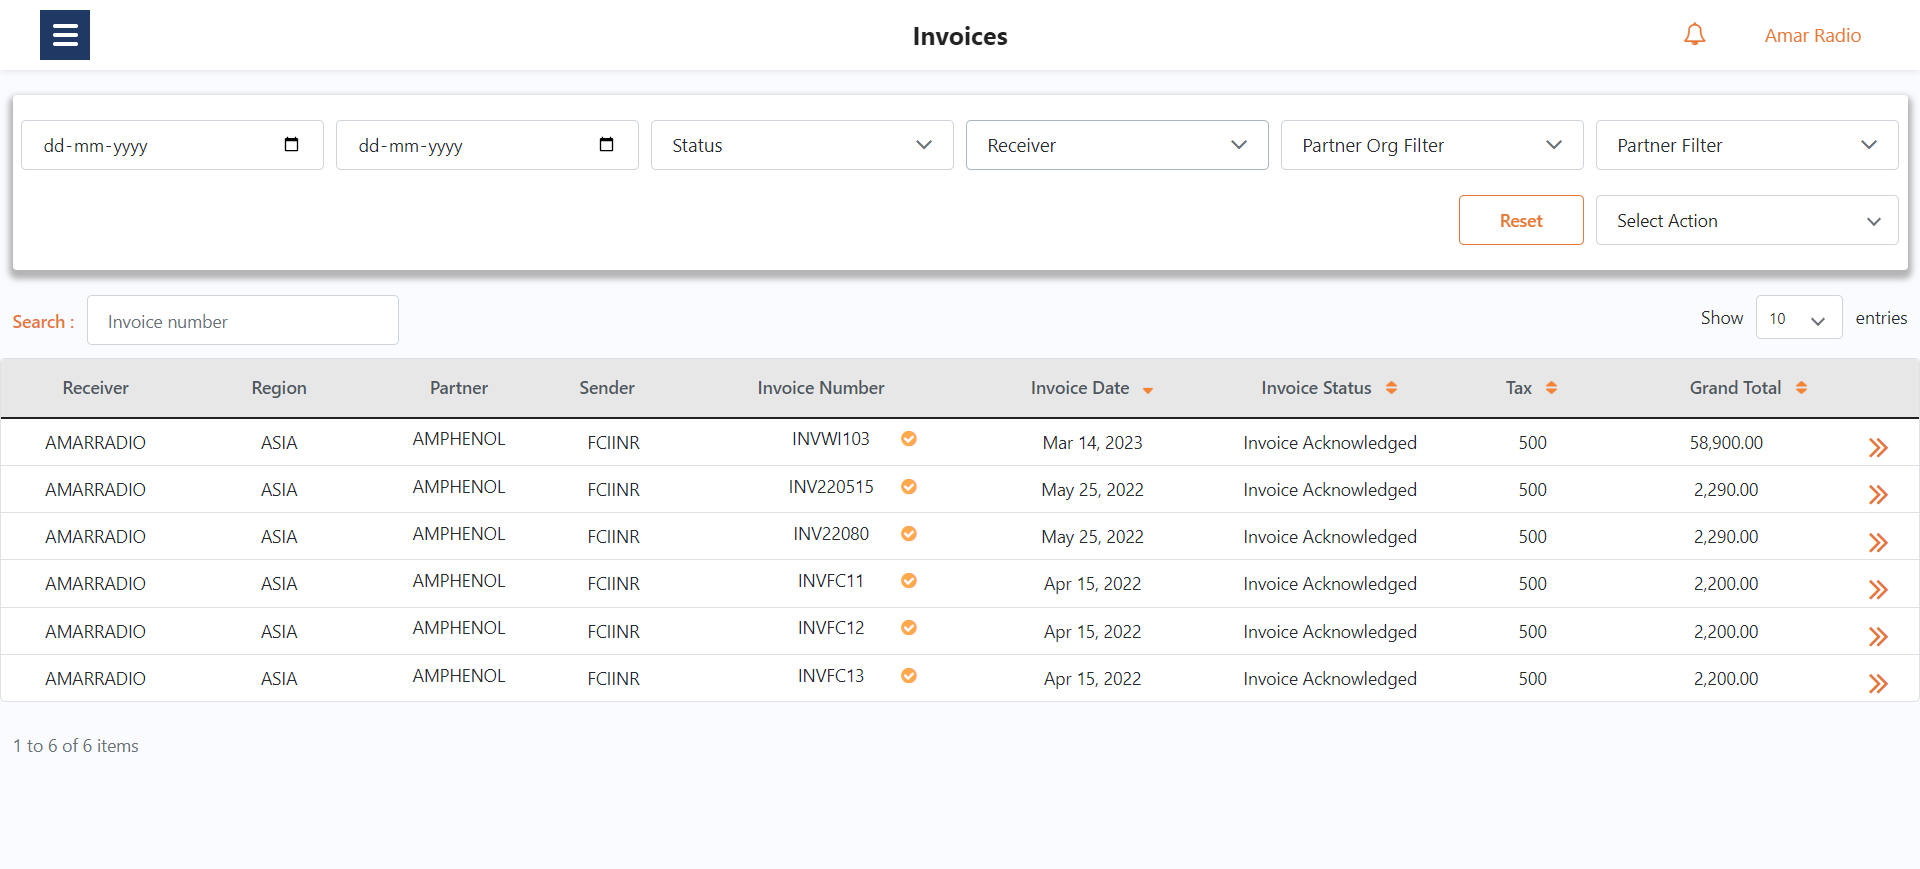 Invoices
Amar Radio
dd-mm-yyyy dd-mm-yyyy Status Receiver Partner Org Filter Partner Filter
Reset Select Action
Search : Invoice number Show 10 entries
Receiver Region Partner Sender Invoice Number Invoice Date Invoice Status Tax Grand Total
AMARRADIO ASIA AMPHENOL FCIINR INVWI103 Mar 14, 2023 Invoice Acknowledged 500 58,900.00
AMARRADIO ASIA AMPHENOL FCIINR INV220515 May 25, 2022 Invoice Acknowledged 500 2,290.00
AMARRADIO ASIA AMPHENOL FCIINR INV22080 May 25, 2022 Invoice Acknowledged 500 2,290.00
AMARRADIO ASIA AMPHENOL FCIINR INVFC11 Apr 15, 2022 Invoice Acknowledged 500 2,200.00
AMARRADIO ASIA AMPHENOL FCIINR INVFC12 Apr 15, 2022 Invoice Acknowledged 500 2,200.00
AMARRADIO ASIA AMPHENOL FCIINR INVFC13 Apr 15, 2022 Invoice Acknowledged 500 2,200.00
1 to 6 of 6 items